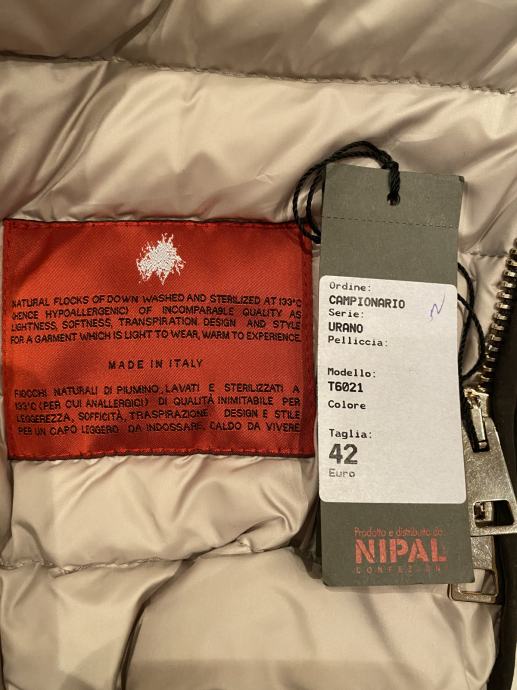 NATURAL FLOCKS OF DOWN WASHED AND STERILIZED AT 133°C
(HENCE HYPOALLERGENIC) OF INCOMPARABLE QUALITY AS
LIGHTNESS, SOFTNESS, TRANSPIRATION. DESIGN AND STYLE
FOR A GARMENT WHICH IS LIGHT TO WEAR, WARM TO EXPERIENCE.
MADE IN ITALY
FIOCCHI NATURALI DI PIUMINO, LAVATI E STERILIZZATI A
133°C (PER CUI ANALLERGICI) DI QUALITÀ INIMITABILE PER
LEGGEREZZA, SOFFICITÀ, TRASPIRAZIONE. DESIGN E STILE
PER UN CAPO LEGGERO DA INDOSSARE, CALDO DA VIVERE
Ordine:
CAMPIONARIO
Serie:
URANO
Pelliccia:
Modello:
T6021
Colore
Taglia:
42
Euro
N
Prodotto e distribuito da:
NIPAL
CONFEZIONI